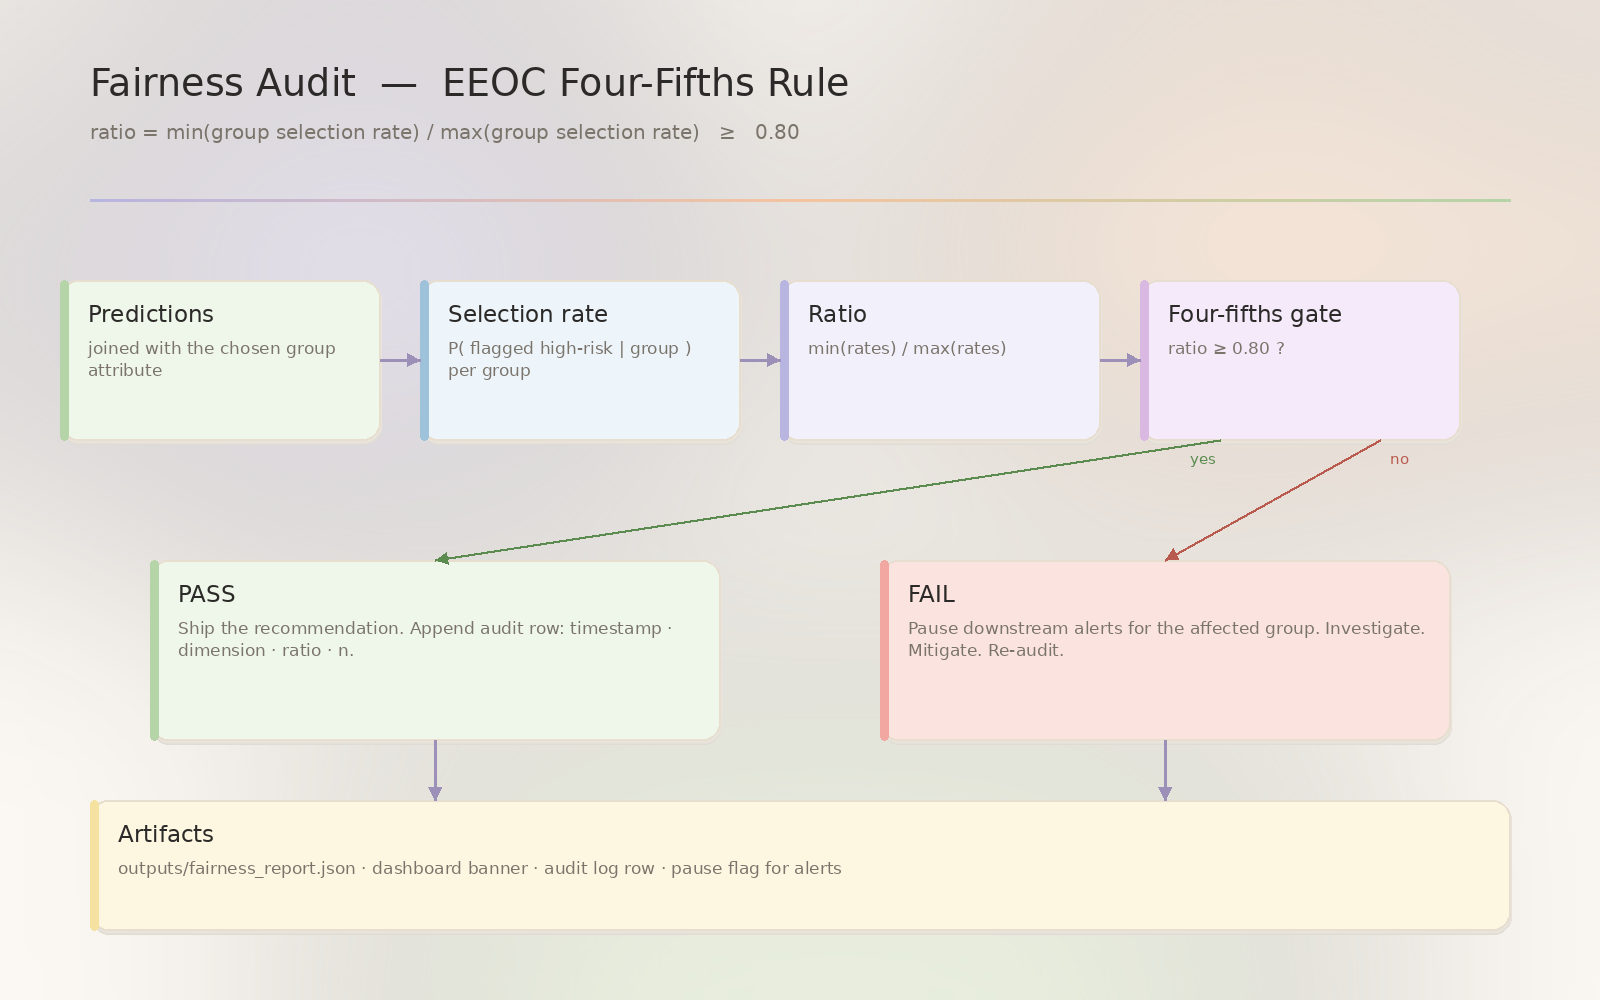 Fairness Audit — EEOC Four-Fifths Rule
ratio = min(group selection rate) / max(group selection rate) ≥ 0.80
Predictions
joined with the chosen group
attribute
Selection rate
P( flagged high-risk | group )
per group
Ratio
min(rates) / max(rates)
Four-fifths gate
ratio ≥ 0.80 ?
yes
no
PASS
Ship the recommendation. Append audit row: timestamp ·
dimension · ratio · n.
FAIL
Pause downstream alerts for the affected group. Investigate.
Mitigate. Re-audit.
Artifacts
outputs/fairness_report.json · dashboard banner · audit log row · pause flag for alerts